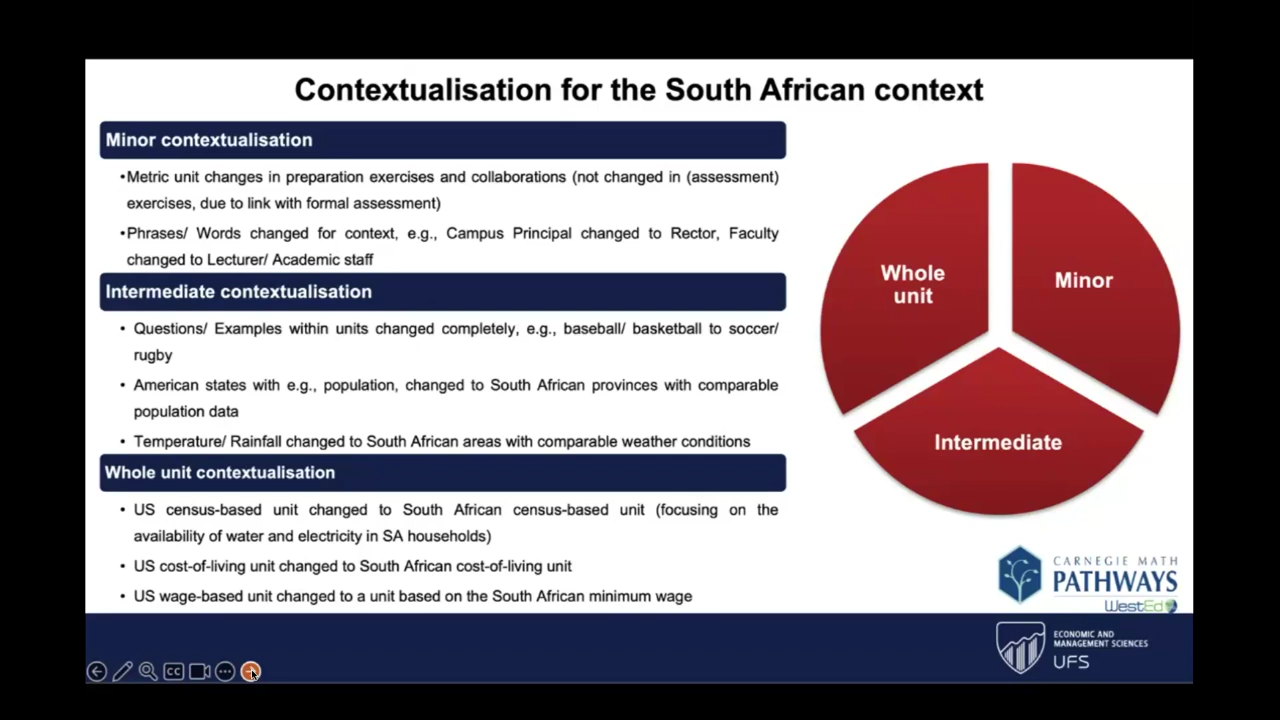 Contextualisation for the South African context
Minor contextualisation
•Metric unit changes in preparation exercises and collaborations (not changed in (assessment)
exercises, due to link with formal assessment)
•Phrases/ Words changed for context, e.g., Campus Principal changed to Rector, Faculty
changed to Lecturer/ Academic staff
Intermediate contextualisation
• Questions/ Examples within units changed completely, e.g., baseball/ basketball to soccer/
rugby
• American states with e.g., population, changed to South African provinces with comparable
population data
• Temperature/ Rainfall changed to South African areas with comparable weather conditions
Whole unit contextualisation
• US census-based unit changed to South African census-based unit (focusing on the
availability of water and electricity in SA households)
• US cost-of-living unit changed to South African cost-of-living unit
• US wage-based unit changed to a unit based on the South African minimum wage
Whole
unit
Minor
Intermediate
CARNEGIE MATH
PATHWAYS
WestEd
ECONOMIC AND
MANAGEMENT SCIENCES
UFS
CC